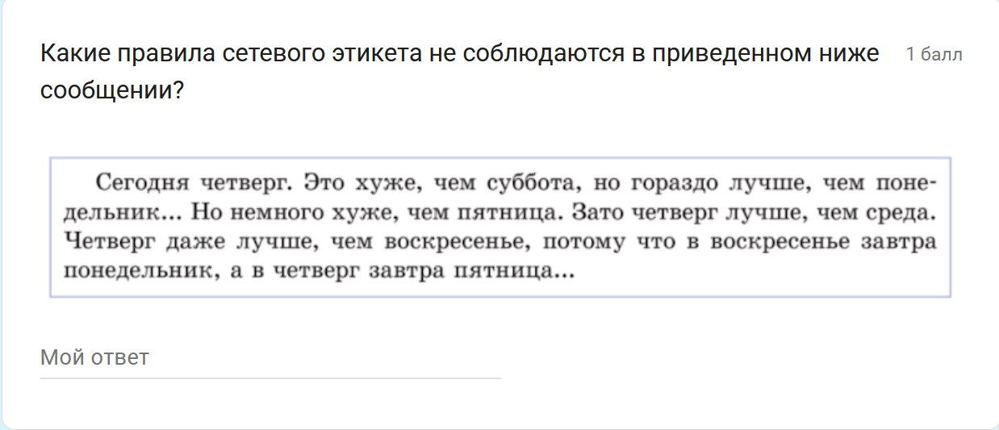 Какие правила сетевого этикета не соблюдаются в приведенном ниже
сообщении?
1 балл
Сегодня четверг. Это хуже, чем суббота, но гораздо лучше, чем поне-
дельник... Но немного хуже, чем пятница. Зато четверг лучше, чем среда.
Четверг даже лучше, чем воскресенье, потому что в воскресенье завтра
понедельник, а в четверг завтра пятница...
Мой ответ